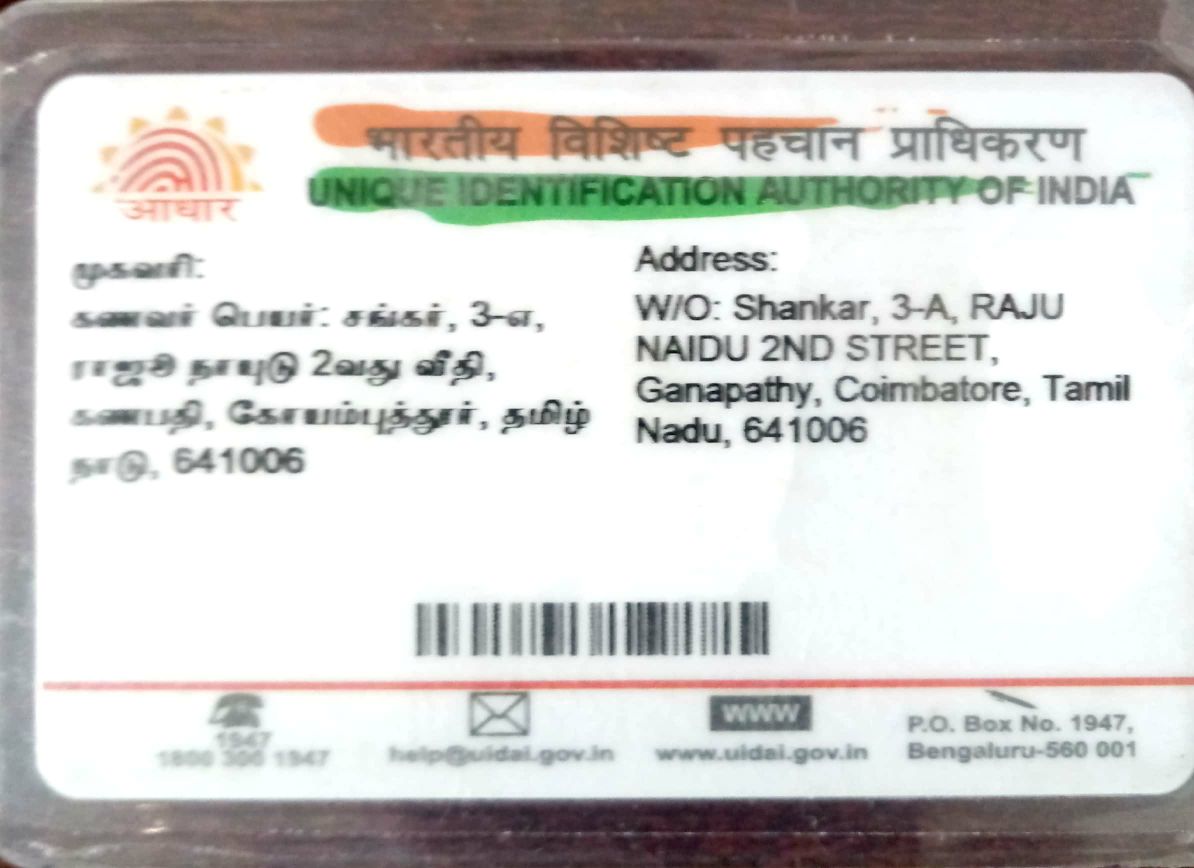 भारतीय विशिष्ट पहचान प्राधिकरण
UNIQUE IDENTIFICATION AUTHORITY OF INDIA
आधार
முகவரி:
கணவர் பெயர்: சங்கர், 3-எ,
ராஜூ நாயுடு 2வது வீதி,
கணபதி, கோயம்புத்தூர், தமிழ்
நாடு, 641006
Address:
W/O: Shankar, 3-A, RAJU
NAIDU 2ND STREET,
Ganapathy, Coimbatore, Tamil
Nadu, 641006
1947
1800 300 1947
help@uidai.gov.in
WWW
www.uidai.gov.in
P.O. Box No. 1947,
Bengaluru-560 001